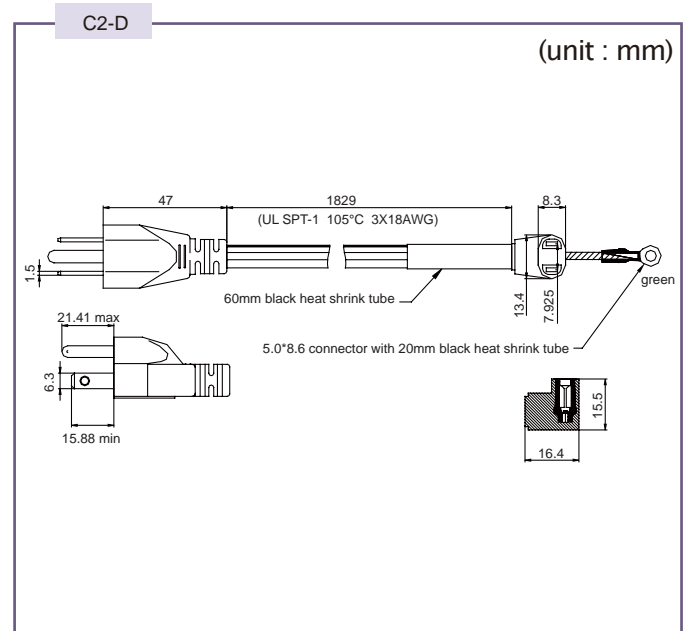 C2-D
(unit : mm)
47
1829
8.3
(UL SPT-1 105°C 3X18AWG)
1.5
60mm black heat shrink tube
13.4
7.925
green
21.41 max
5.0*8.6 connector with 20mm black heat shrink tube
6.3
15.88 min
15.5
16.4